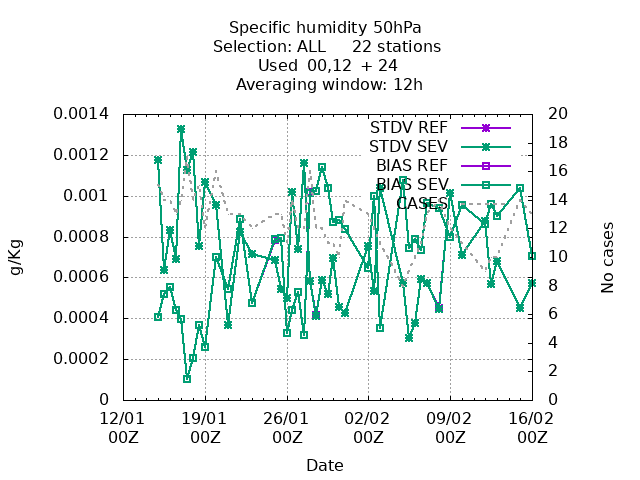 Specific humidity 50hPa
Selection: ALL 22 stations
Used 00,12 + 24
Averaging window: 12h
0.0014
0.0012
0.001
0.0008
0.0006
0.0004
0.0002
0
20
18
16
14
12
10
8
6
4
2
0
STDV REF
STDV SEV
BIAS REF
BIAS SEV
CASES
g/Kg
No cases
12/01 00Z
19/01 00Z
26/01 00Z
02/02 00Z
09/02 00Z
16/02 00Z
Date